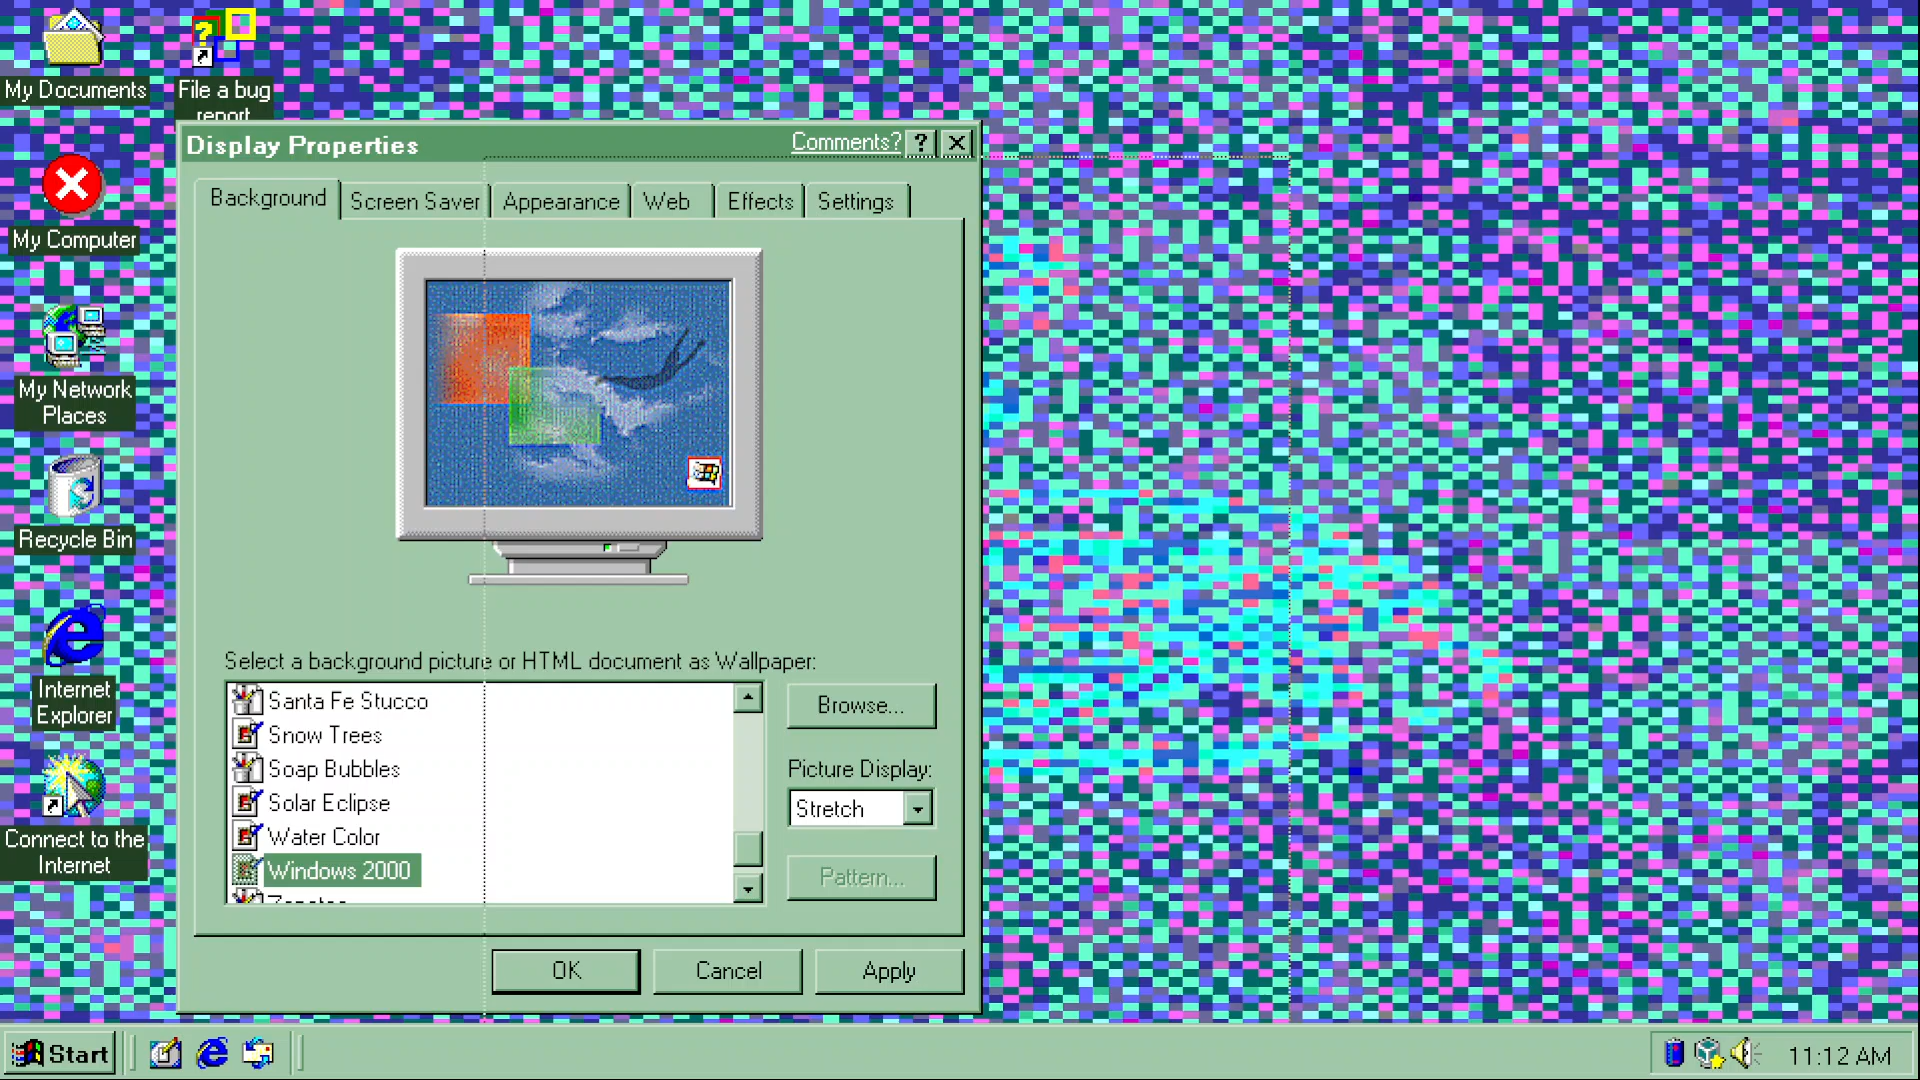 My Documents
File a bug
report
My Computer
My Network
Places
Recycle Bin
Internet
Explorer
Connect to the
Internet
Display Properties
Comments?
Background
Screen Saver
Appearance
Web
Effects
Settings
Select a background picture or HTML document as Wallpaper:
Santa Fe Stucco
Snow Trees
Soap Bubbles
Solar Eclipse
Water Color
Windows 2000
Browse...
Picture Display:
Stretch
Pattern...
OK
Cancel
Apply
Start
11:12 AM